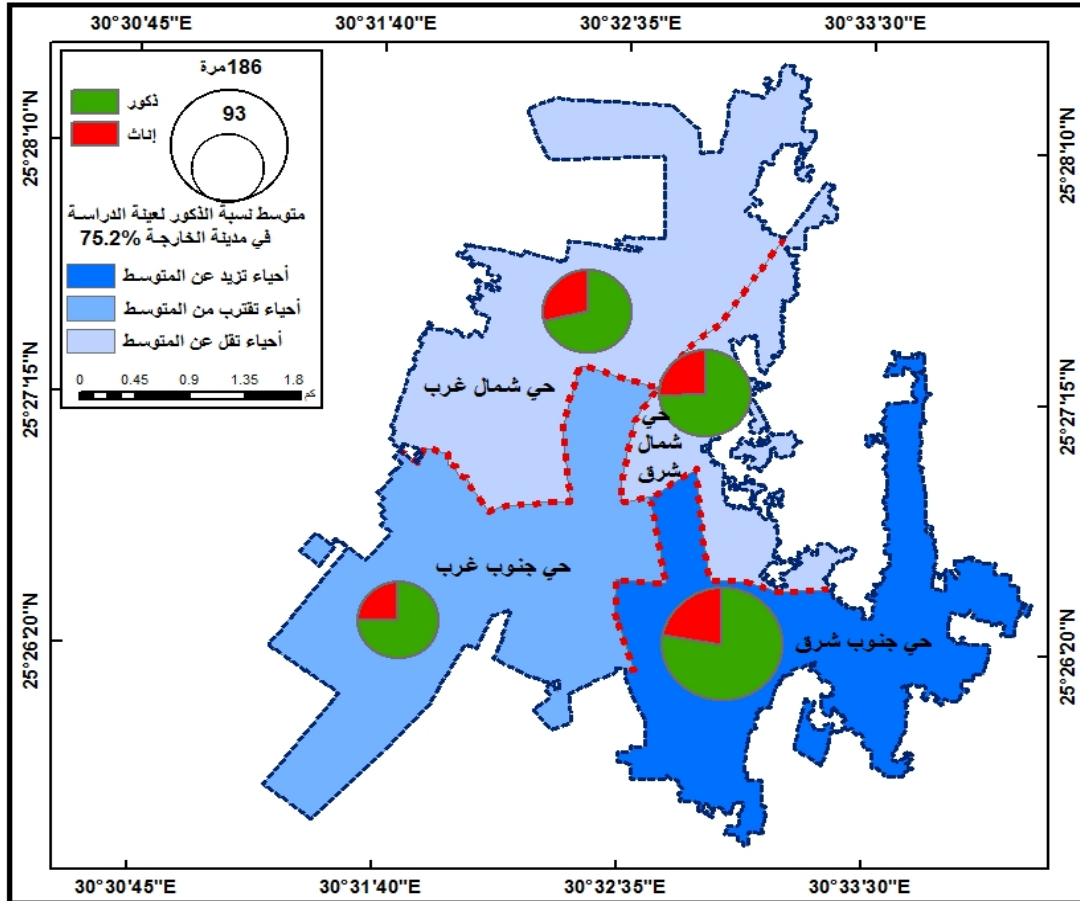 30°30'45"E 30°31'40"E 30°32'35"E 30°33'30"E
186مرة
93
ذكور
إناث
متوسط نسبة الذكور لعينة الدراسة
في مدينة الخارجة 75.2%
أحياء تزيد عن المتوسط
أحياء تقترب من المتوسط
أحياء تقل عن المتوسط
0 0.45 0.9 1.35 1.8
كم
25°28'10"N
25°27'15"N
25°26'20"N
حي شمال غرب
حي
شمال
شرق
حي جنوب غرب
حي جنوب شرق
25°28'10"N
25°27'15"N
25°26'20"N
30°30'45"E 30°31'40"E 30°32'35"E 30°33'30"E